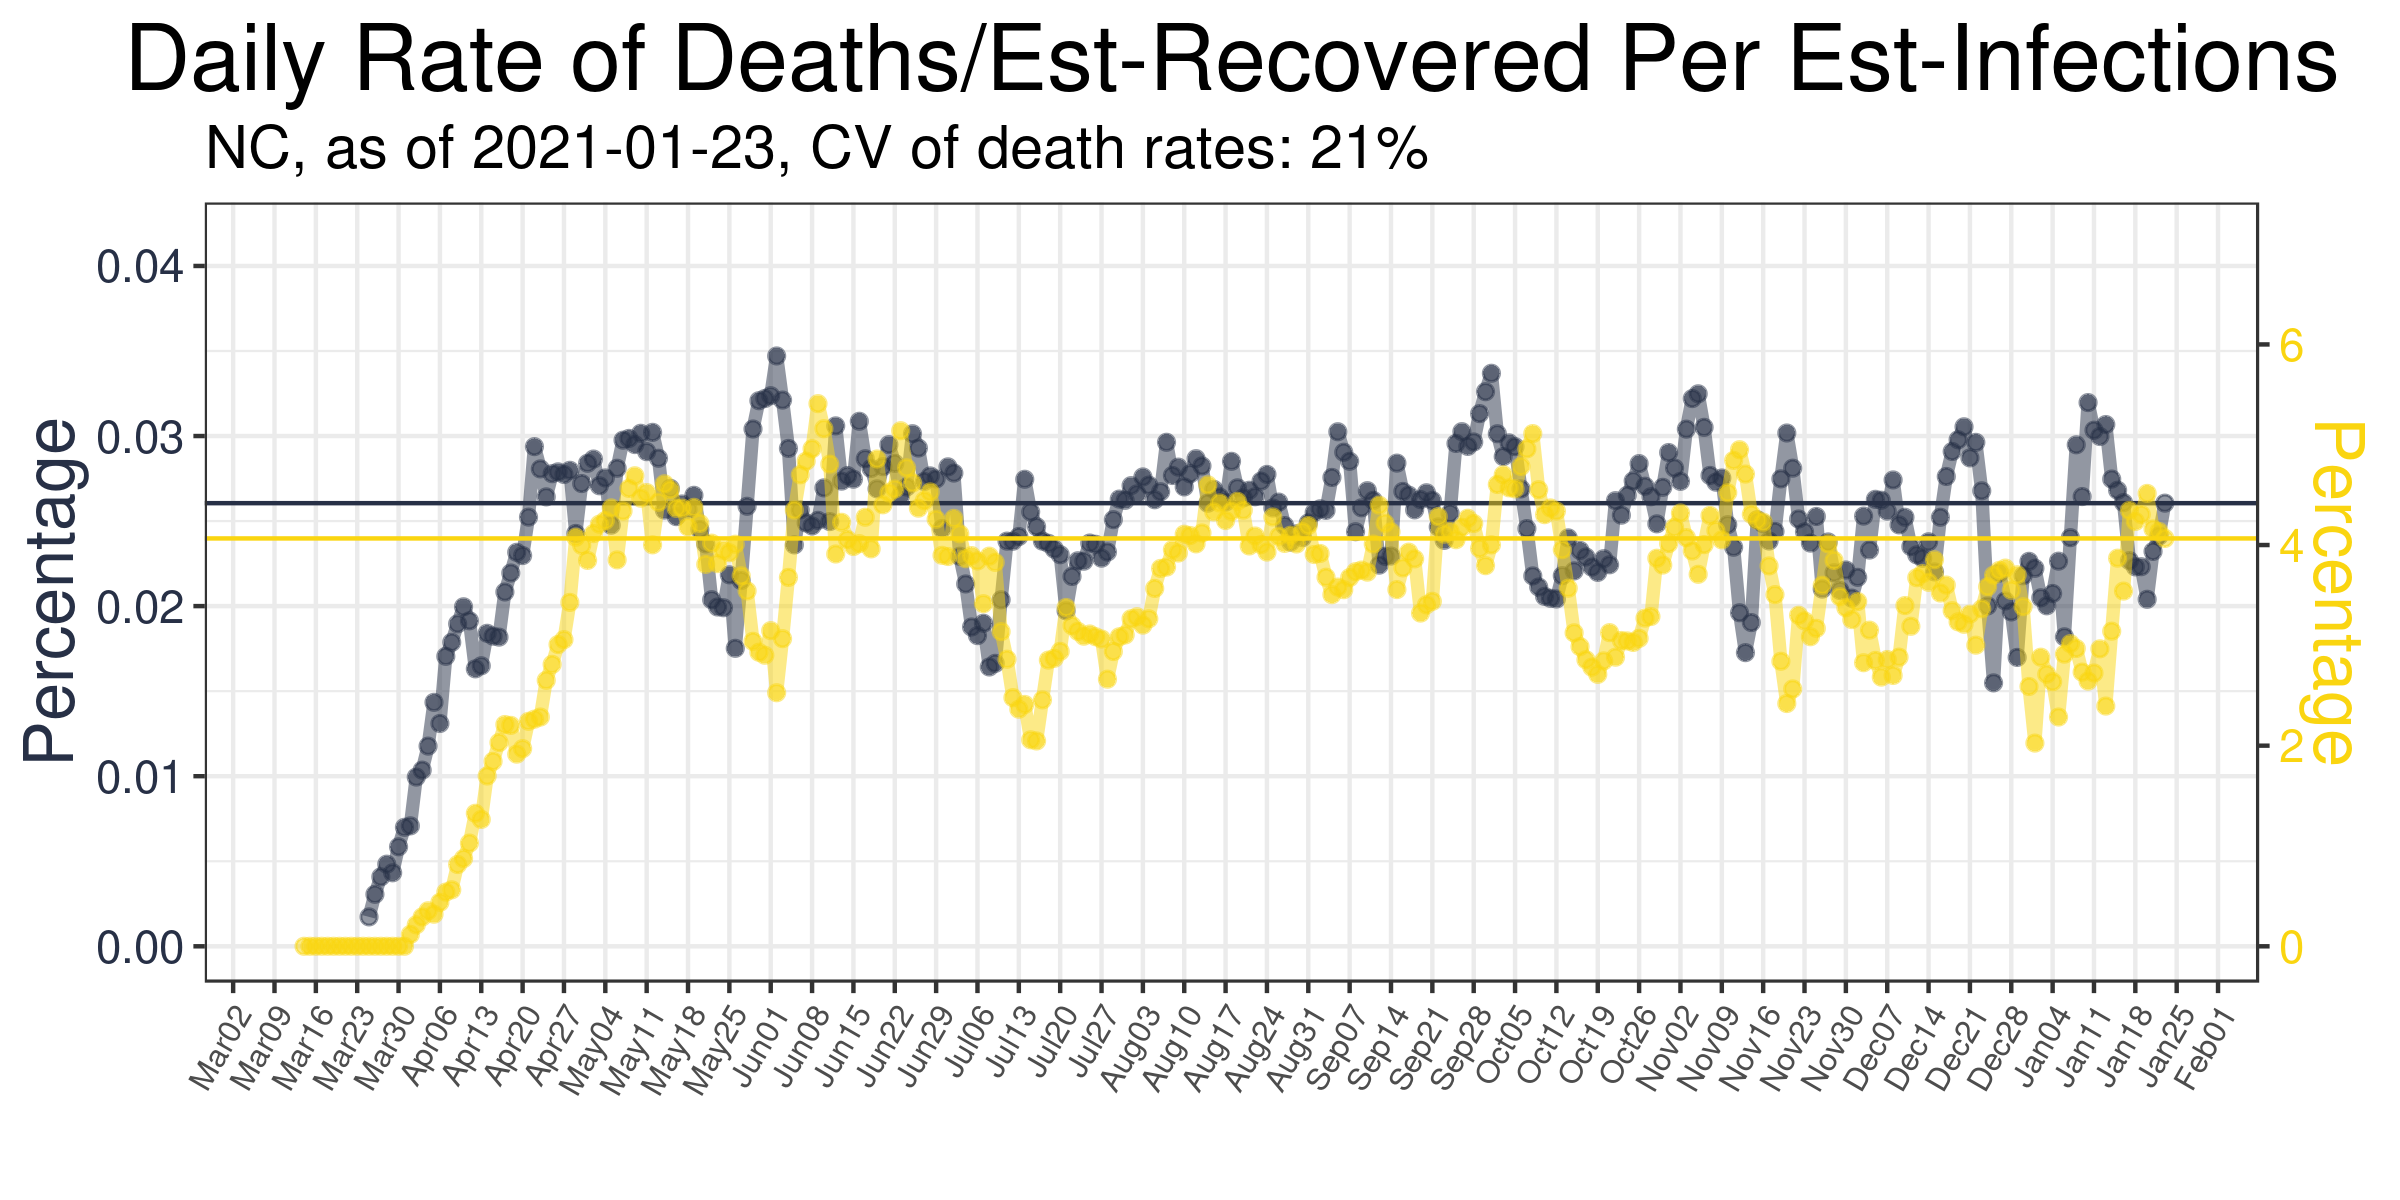 Daily Rate of Deaths/Est-Recovered Per Est-Infections
NC, as of 2021-01-23, CV of death rates: 21%
Percentage
0.04
0.03
0.02
0.01
0.00
6
4
2
0
Percentage
Mar02
Mar09
Mar16
Mar23
Mar30
Apr06
Apr13
Apr20
Apr27
May04
May11
May18
May25
Jun01
Jun08
Jun15
Jun22
Jun29
Jul06
Jul13
Jul20
Jul27
Aug03
Aug10
Aug17
Aug24
Aug31
Sep07
Sep14
Sep21
Sep28
Oct05
Oct12
Oct19
Oct26
Nov02
Nov09
Nov16
Nov23
Nov30
Dec07
Dec14
Dec21
Dec28
Jan04
Jan11
Jan18
Jan25
Feb01